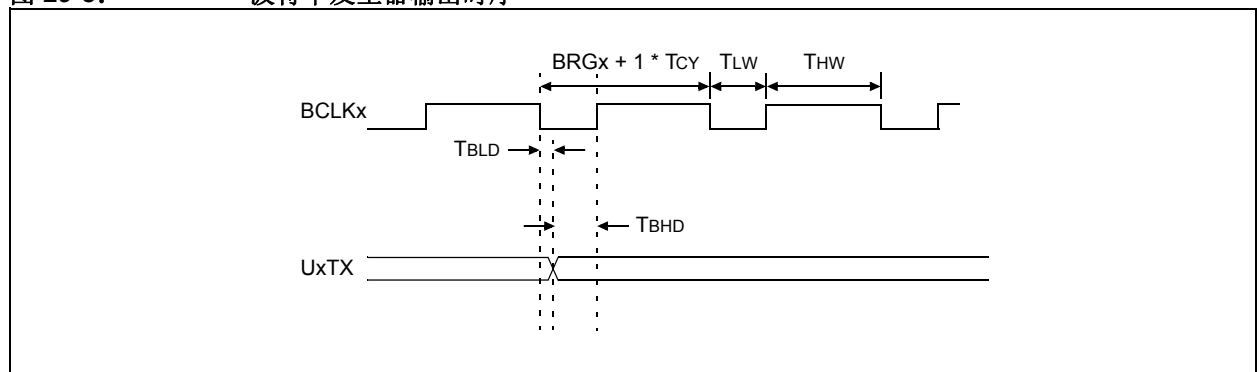 BRGx + 1 * TCY TLW THW
BCLKx
TBLD
TBHD
UxTX